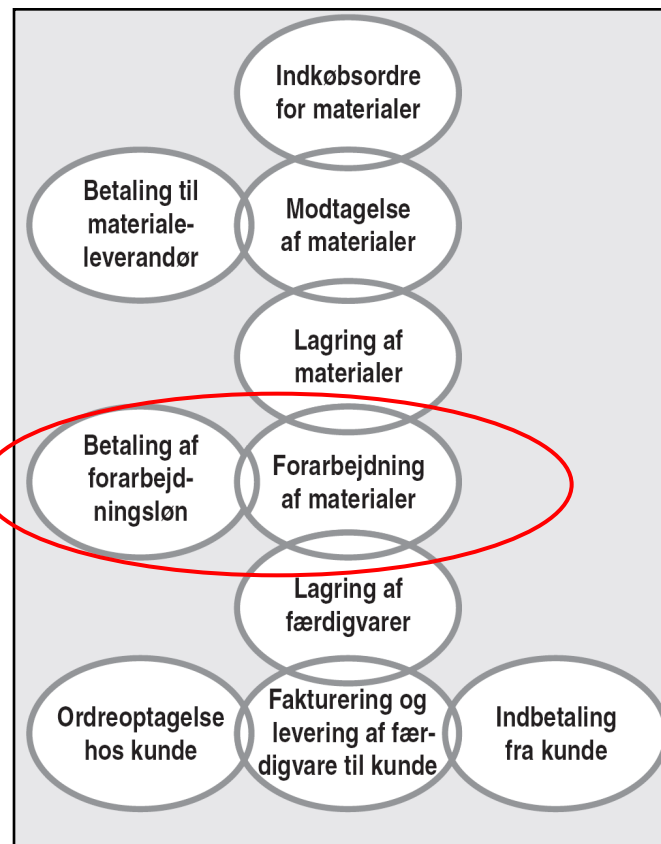 Indkøbsordre
for materialer
Betaling til
materiale-
leverandør
Modtagelse
af materialer
Lagring af
materialer
Betaling af
forarbejd-
ningsløn
Forarbejdning
af materialer
Lagring af
færdigvarer
Ordreoptagelse
hos kunde
Fakturering og
levering af fær-
digvare til kunde
Indbetaling
fra kunde